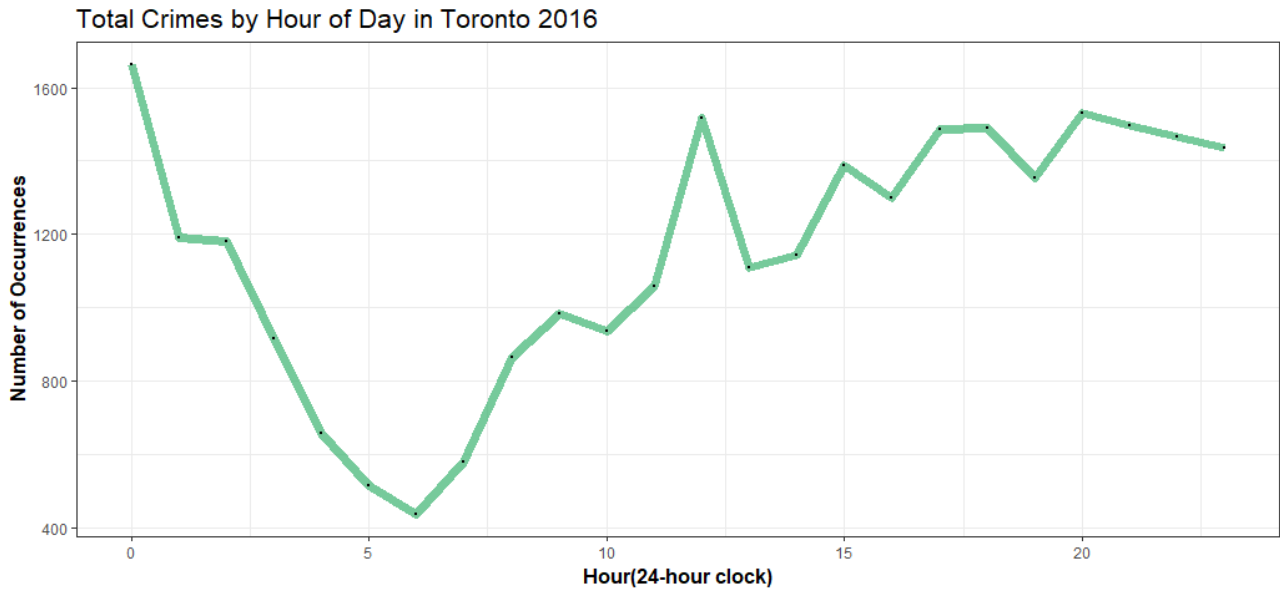 Total Crimes by Hour of Day in Toronto 2016
1600
1200
800
400
Number of Occurrences
0 5 10 15 20
Hour(24-hour clock)